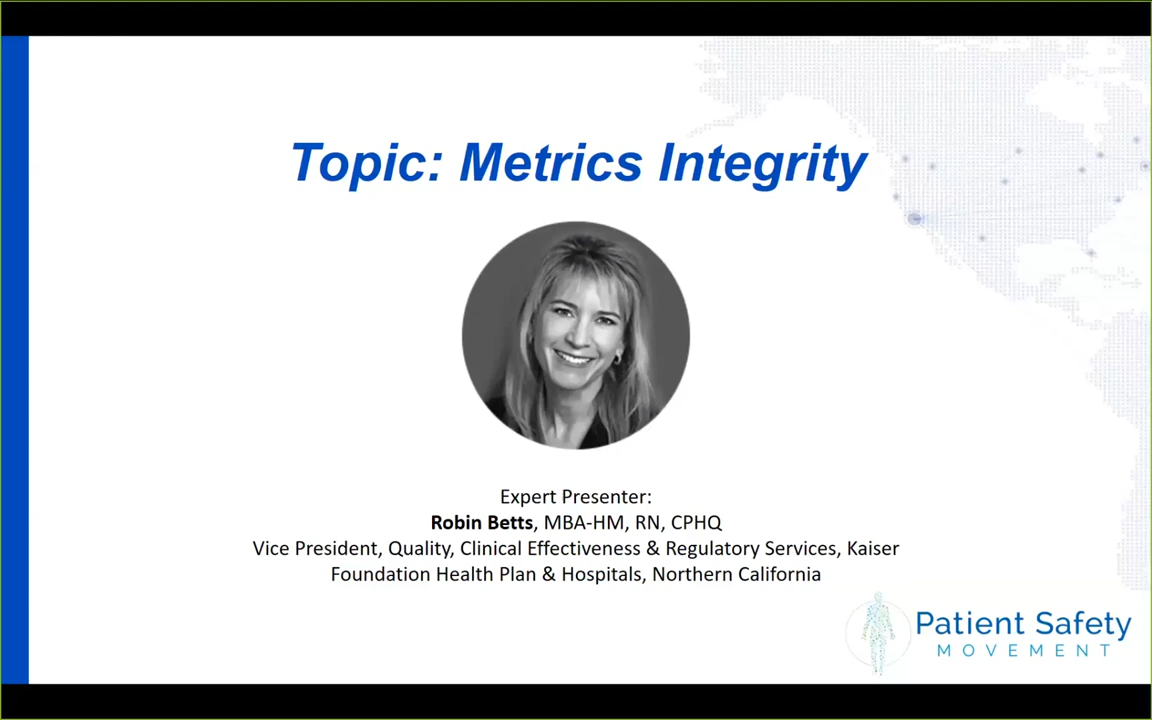 Topic: Metrics Integrity
Expert Presenter:
Robin Betts, MBA-HM, RN, CPHQ
Vice President, Quality, Clinical Effectiveness & Regulatory Services, Kaiser
Foundation Health Plan & Hospitals, Northern California
Patient Safety
MOVEMENT